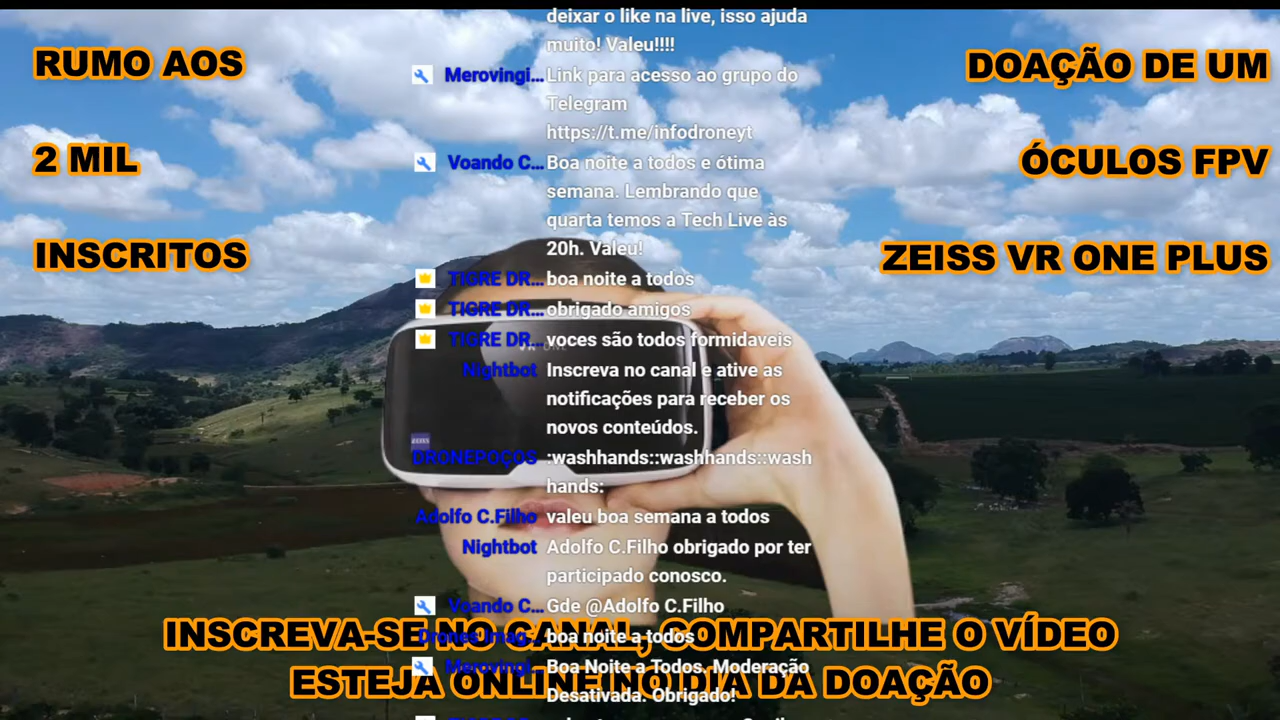 RUMO AOS
2 MIL
INSCRITOS
DOAÇÃO DE UM
ÓCULOS FPV
ZEISS VR ONE PLUS
deixar o like na live, isso ajuda
muito! Valeu!!!!
Merovingi... Link para acesso ao grupo do
Telegram
https://t.me/infodroneyt
Voando C... Boa noite a todos e ótima
semana. Lembrando que
quarta temos a Tech Live às
20h. Valeu!
TIGRE DR... boa noite a todos
TIGRE DR... obrigado amigos
TIGRE DR... voces são todos formidaveis
Nightbot Inscreva no canal e ative as
notificações para receber os
novos conteúdos.
ZEISS
DRONEPOÇOS :washhands::washhands::wash
hands:
Adolfo C.Filho valeu boa semana a todos
Nightbot Adolfo C.Filho obrigado por ter
participado conosco.
Voando C... Gde @Adolfo C.Filho
Drones Imag... boa noite a todos
Merovingi... Boa Noite a Todos. Moderação
Desativada. Obrigado!
INSCREVA-SE NO CANAL, COMPARTILHE O VÍDEO
ESTEJA ONLINE NO DIA DA DOAÇÃO